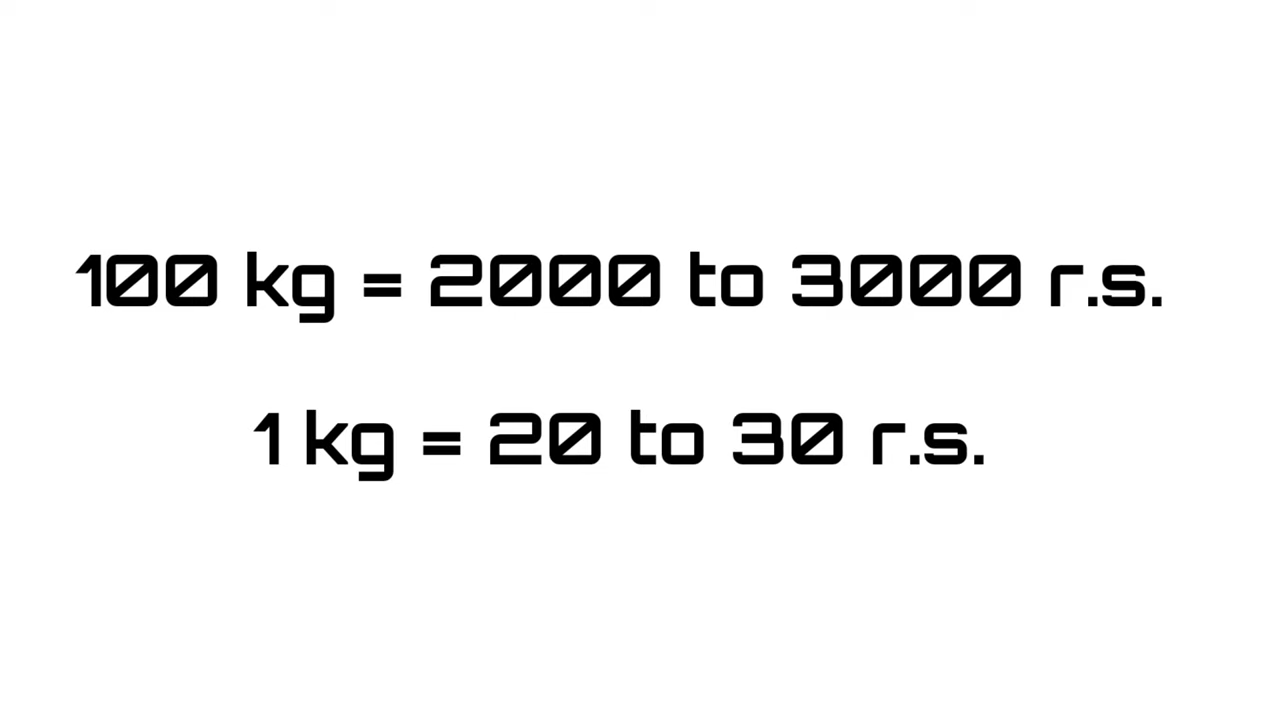 100 kg = 2000 to 3000 r.s.
1 kg = 20 to 30 r.s.